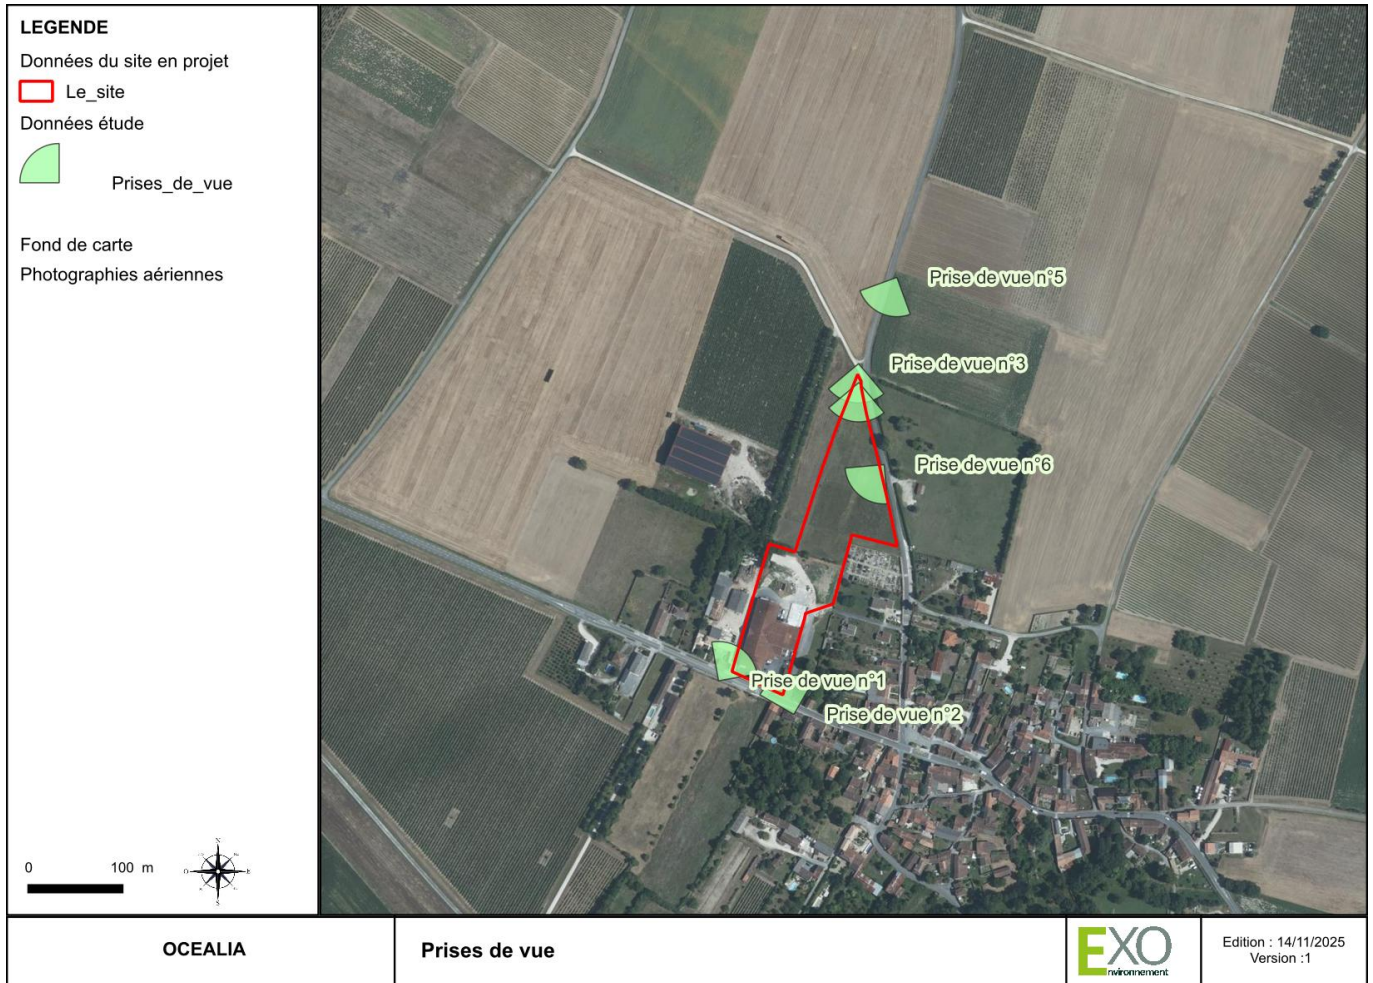 LEGENDE
Données du site en projet
Le_site
Données étude
Prises_de_vue
Fond de carte
Photographies aériennes
Prise de vue n°5
Prise de vue n°3
Prise de vue n°6
Prise de vue n°1
Prise de vue n°2
0 100 m
N
O E
S
OCEALIA
Prises de vue
EXO
nvironnement
Edition : 14/11/2025
Version :1